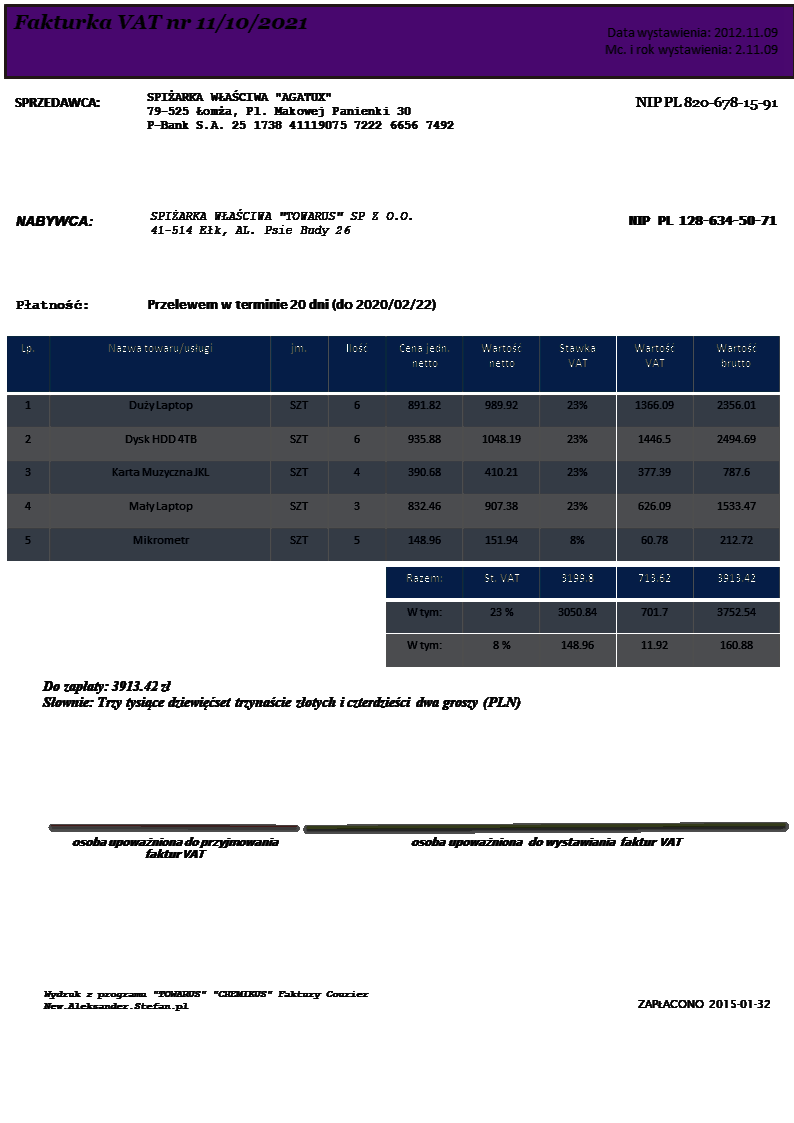 Fakturka VAT nr 11/10/2021
Data wystawienia: 2012.11.09
Mc. i rok wystawienia: 2.11.09
SPRZEDAWCA:
SPIŻARKA WŁAŚCIWA "AGATUX"
79-525 Łomża, Pl. Makowej Panienki 30
P-Bank S.A. 25 1738 41119075 7222 6656 7492
NIP PL 820-678-15-91
NABYWCA:
SPIŻARKA WŁAŚCIWA "TOWARUS" SP Z O.O.
41-514 Ełk, AL. Psie Budy 26
NIP PL 128-634-50-71
Płatność: Przelewem w terminie 20 dni (do 2020/02/22)
Lp. Nazwa towaru/usługi jm. Ilość Cena jedn. netto Wartość netto Stawka VAT Wartość VAT Wartość brutto
1 Duży Laptop SZT 6 891.82 989.92 23% 1366.09 2356.01
2 Dysk HDD 4TB SZT 6 935.88 1048.19 23% 1446.5 2494.69
3 Karta Muzyczna JKL SZT 4 390.68 410.21 23% 377.39 787.6
4 Mały Laptop SZT 3 832.46 907.38 23% 626.09 1533.47
5 Mikrometr SZT 5 148.96 151.94 8% 60.78 212.72
Razem: St. VAT 3199.8 713.62 3913.42
W tym: 23 % 3050.84 701.7 3752.54
W tym: 8 % 148.96 11.92 160.88
Do zapłaty: 3913.42 zł
Słownie: Trzy tysiące dziewięćset trzynaście złotych i czterdzieści dwa groszy (PLN)
osoba upoważniona do przyjmowania
faktur VAT
osoba upoważniona do wystawiania faktur VAT
Wydruk z programu "TOWARUS" "CHEMIKUS" Faktury Courier
New.Aleksander.Stefan.pl
ZAPŁACONO 2015-01-32